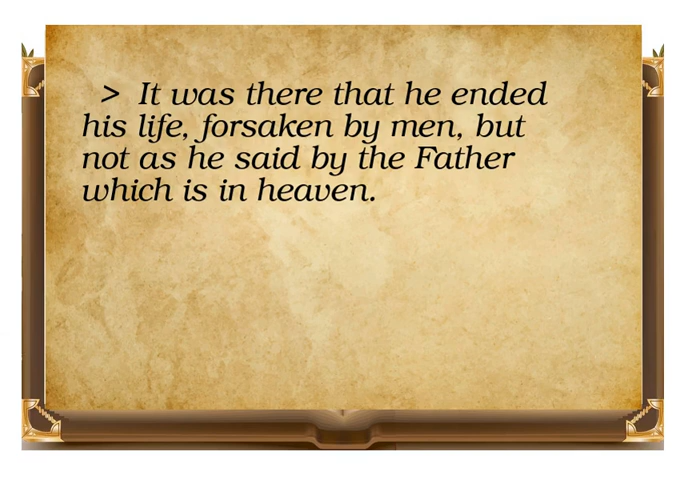 > It was there that he ended
his life, forsaken by men, but
not as he said by the Father
which is in heaven.